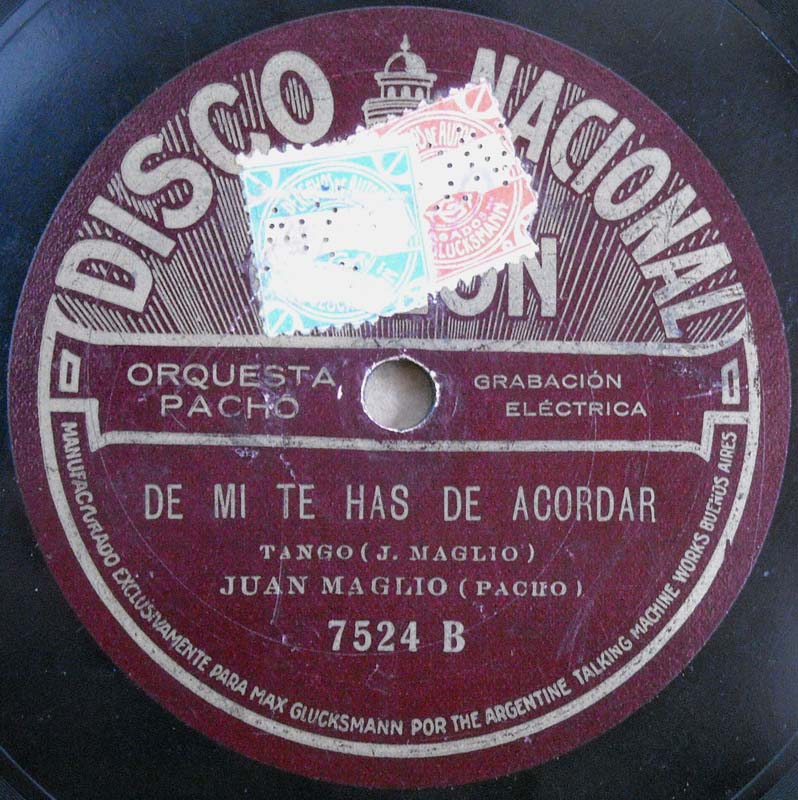 DISCO NACIONAL
ORQUESTA
PACHO
GRABACIÓN
ELÉCTRICA
DE MI TE HAS DE ACORDAR
TANGO (J. MAGLIO)
JUAN MAGLIO (PACHO)
7524 B
MANUFACTURADO EXCLUSIVAMENTE PARA MAX GLUCKSMANN POR THE ARGENTINE TALKING MACHINE WORKS BUENOS AIRES
GLUCKSMANN